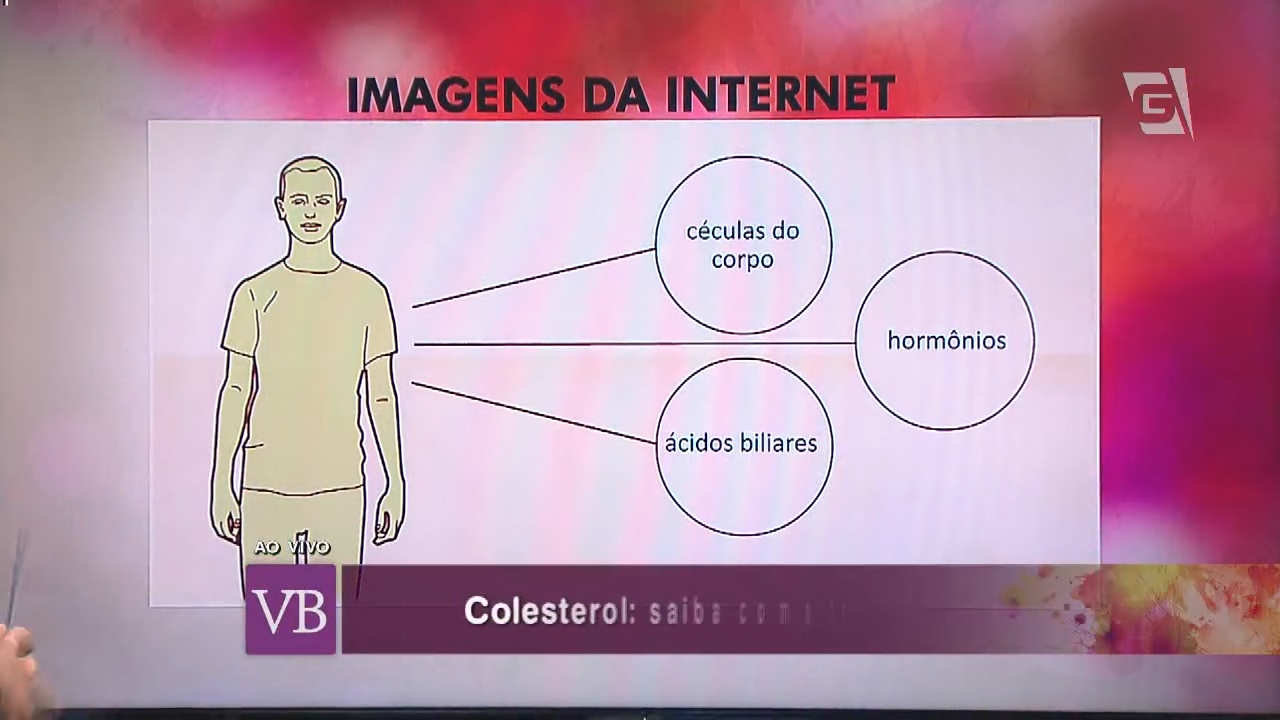 IMAGENS DA INTERNET
céculas do
corpo
hormônios
ácidos biliares
AO VIVO
VB
Colesterol: saiba
G